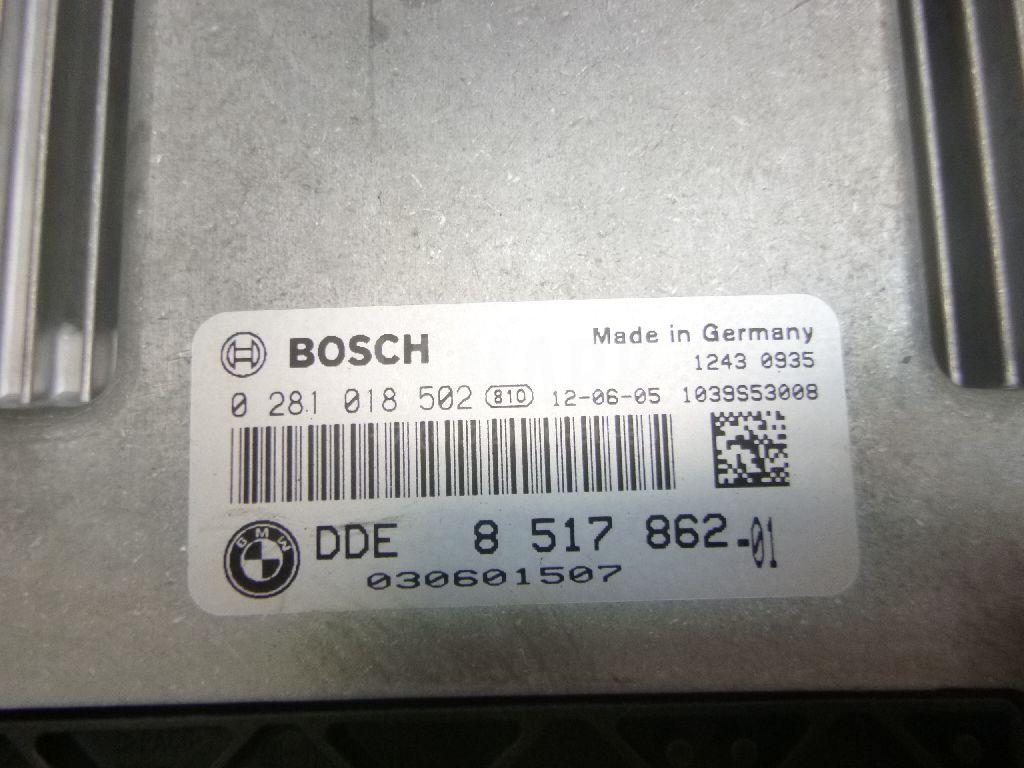 BOSCH
Made in Germany
1243 0935
0 281 018 502 810 12-06-05 1039S53008
BMW DDE 8 517 862-01
030601507